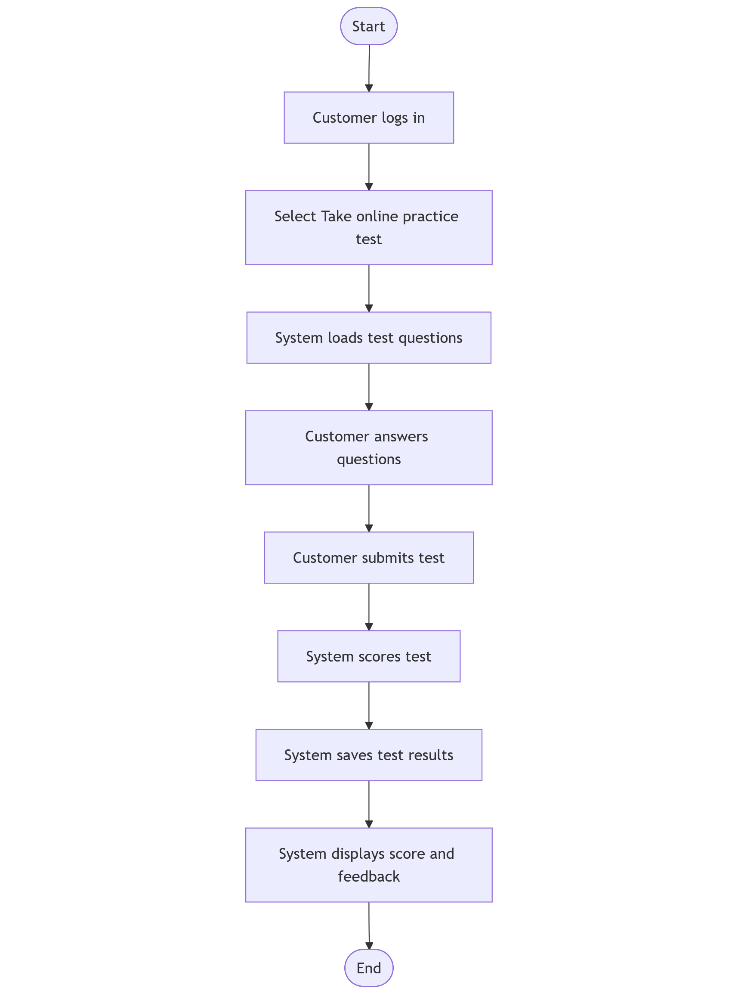 Start
Customer logs in
Select Take online practice
test
System loads test questions
Customer answers
questions
Customer submits test
System scores test
System saves test results
System displays score and
feedback
End